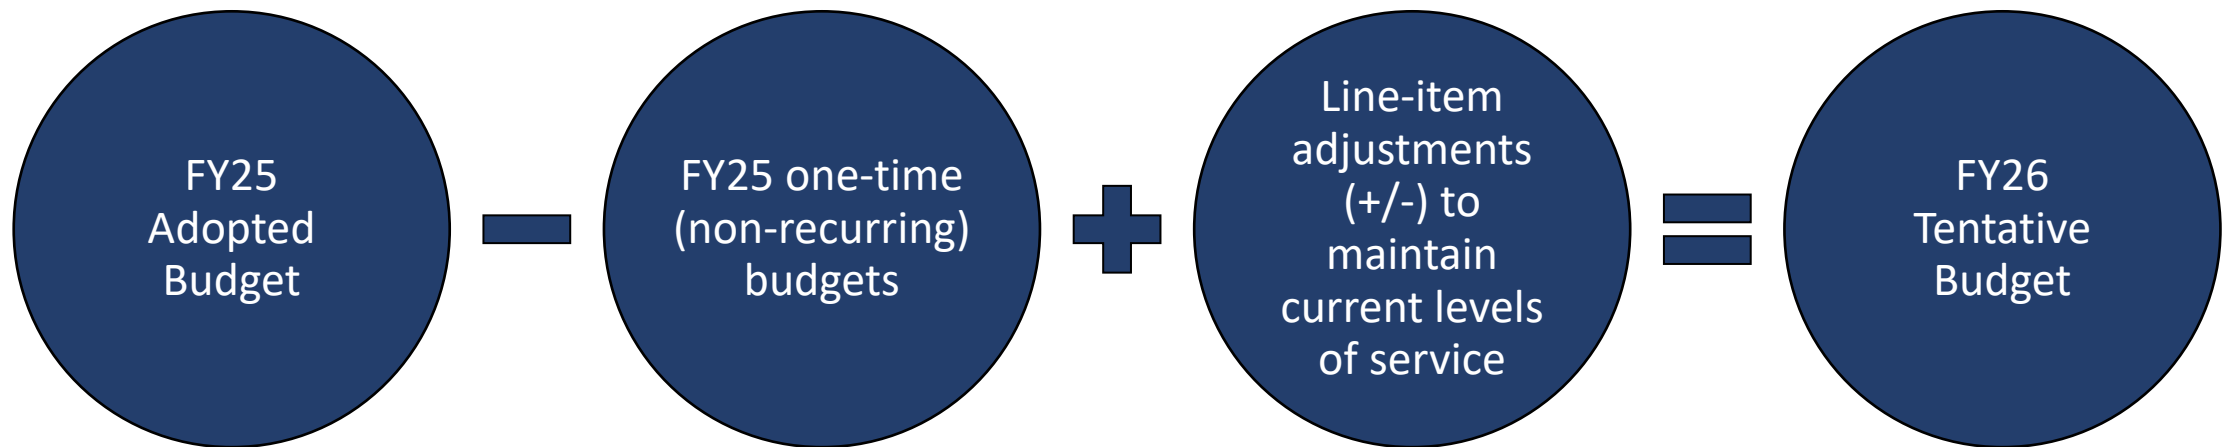 FY25
Adopted
Budget
FY25 one-time
(non-recurring)
budgets
Line-item
adjustments
(+/-) to
maintain
current levels
of service
FY26
Tentative
Budget